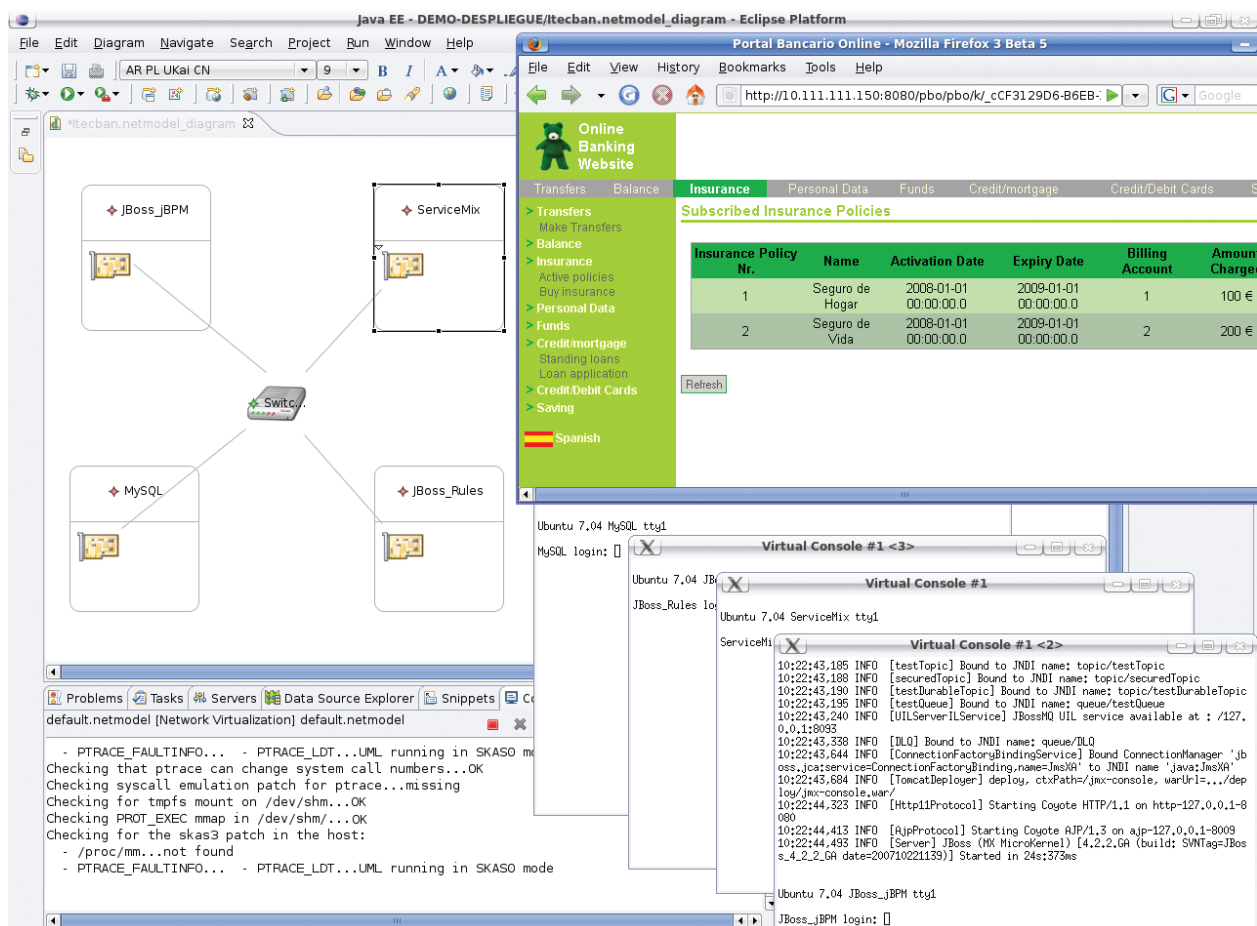 Java EE - DEMO-DESPLIEGUE/Itecban.netmodel_diagram - Eclipse Platform
File Edit Diagram Navigate Search Project Run Window Help
AR PL UKai CN 9 B I A
*Itecban.netmodel_diagram
JBoss_jBPM
ServiceMix
Switc...
MySQL
JBoss_Rules
Portal Bancario Online - Mozilla Firefox 3 Beta 5
File Edit View History Bookmarks Tools Help
http://10.111.111.150:8080/pbo/pbo/k/_cCF3129D6-B6EB-
G Google
Online
Banking
Website
Transfers Balance Insurance Personal Data Funds Credit/mortgage Credit/Debit Cards S
> Transfers
Make Transfers
> Balance
> Insurance
Active policies
Buy insurance
> Personal Data
> Funds
> Credit/mortgage
Standing loans
Loan application
> Credit/Debit Cards
> Saving
Spanish
Subscribed Insurance Policies
Insurance Policy Nr. Name Activation Date Expiry Date Billing Account Amount Charged
1 Seguro de Hogar 2008-01-01 00:00:00.0 2009-01-01 00:00:00.0 1 100 €
2 Seguro de Vida 2008-01-01 00:00:00.0 2009-01-01 00:00:00.0 2 200 €
Refresh
Ubuntu 7.04 MySQL tty1
MySQL login:
Virtual Console #1 <3>
Ubuntu 7.04 JB
JBoss_Rules lo
Virtual Console #1
Ubuntu 7.04 ServiceMix tty1
ServiceMi
Virtual Console #1 <2>
10:22:43,185 INFO [testTopic] Bound to JNDI name: topic/testTopic
10:22:43,188 INFO [securedTopic] Bound to JNDI name: topic/securedTopic
10:22:43,190 INFO [testDurableTopic] Bound to JNDI name: topic/testDurableTopic
10:22:43,195 INFO [testQueue] Bound to JNDI name: queue/testQueue
10:22:43,240 INFO [UILServerILService] JBossMQ UIL service available at : /127.
0.0.1:8093
10:22:43,338 INFO [DLQ] Bound to JNDI name: queue/DLQ
10:22:43,644 INFO [ConnectionFactoryBindingService] Bound ConnectionManager 'jb
oss.jca:service=ConnectionFactoryBinding,name=JmsXA' to JNDI name 'java:JmsXA'
10:22:43,684 INFO [TomcatDeployer] deploy, ctxPath=/jmx-console, warUrl=.../dep
loy/jmx-console.war/
10:22:44,323 INFO [Http11Protocol] Starting Coyote HTTP/1.1 on http-127.0.0.1-8
080
10:22:44,413 INFO [AjpProtocol] Starting Coyote AJP/1.3 on ajp-127.0.0.1-8009
10:22:44,493 INFO [Server] JBoss (MX MicroKernel) [4.2.2.GA (build: SVNTag=JBos
s_4_2_2_GA date=200710221139)] Started in 24s:373ms
Ubuntu 7.04 JBoss_jBPM tty1
JBoss_jBPM login:
Problems Tasks Servers Data Source Explorer Snippets Co
default.netmodel [Network Virtualization] default.netmodel
- PTRACE_FAULTINFO... - PTRACE_LDT...UML running in SKAS0 mo
Checking that ptrace can change system call numbers...OK
Checking syscall emulation patch for ptrace...missing
Checking for tmpfs mount on /dev/shm...OK
Checking PROT_EXEC mmap in /dev/shm/...OK
Checking for the skas3 patch in the host:
- /proc/mm...not found
- PTRACE_FAULTINFO... - PTRACE_LDT...UML running in SKAS0 mode